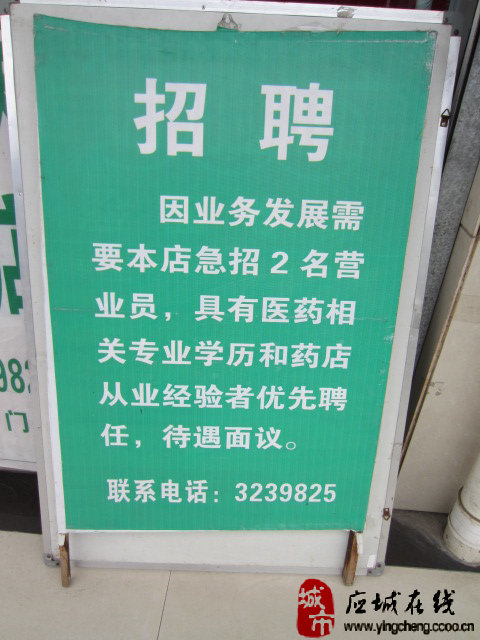 招聘
因业务发展需
要本店急招2名营
业员，具有医药相
关专业学历和药店
从业经验者优先聘
任，待遇面议。
联系电话：3239825
城市
应城在线
www.yingcheng.ccoo.cn